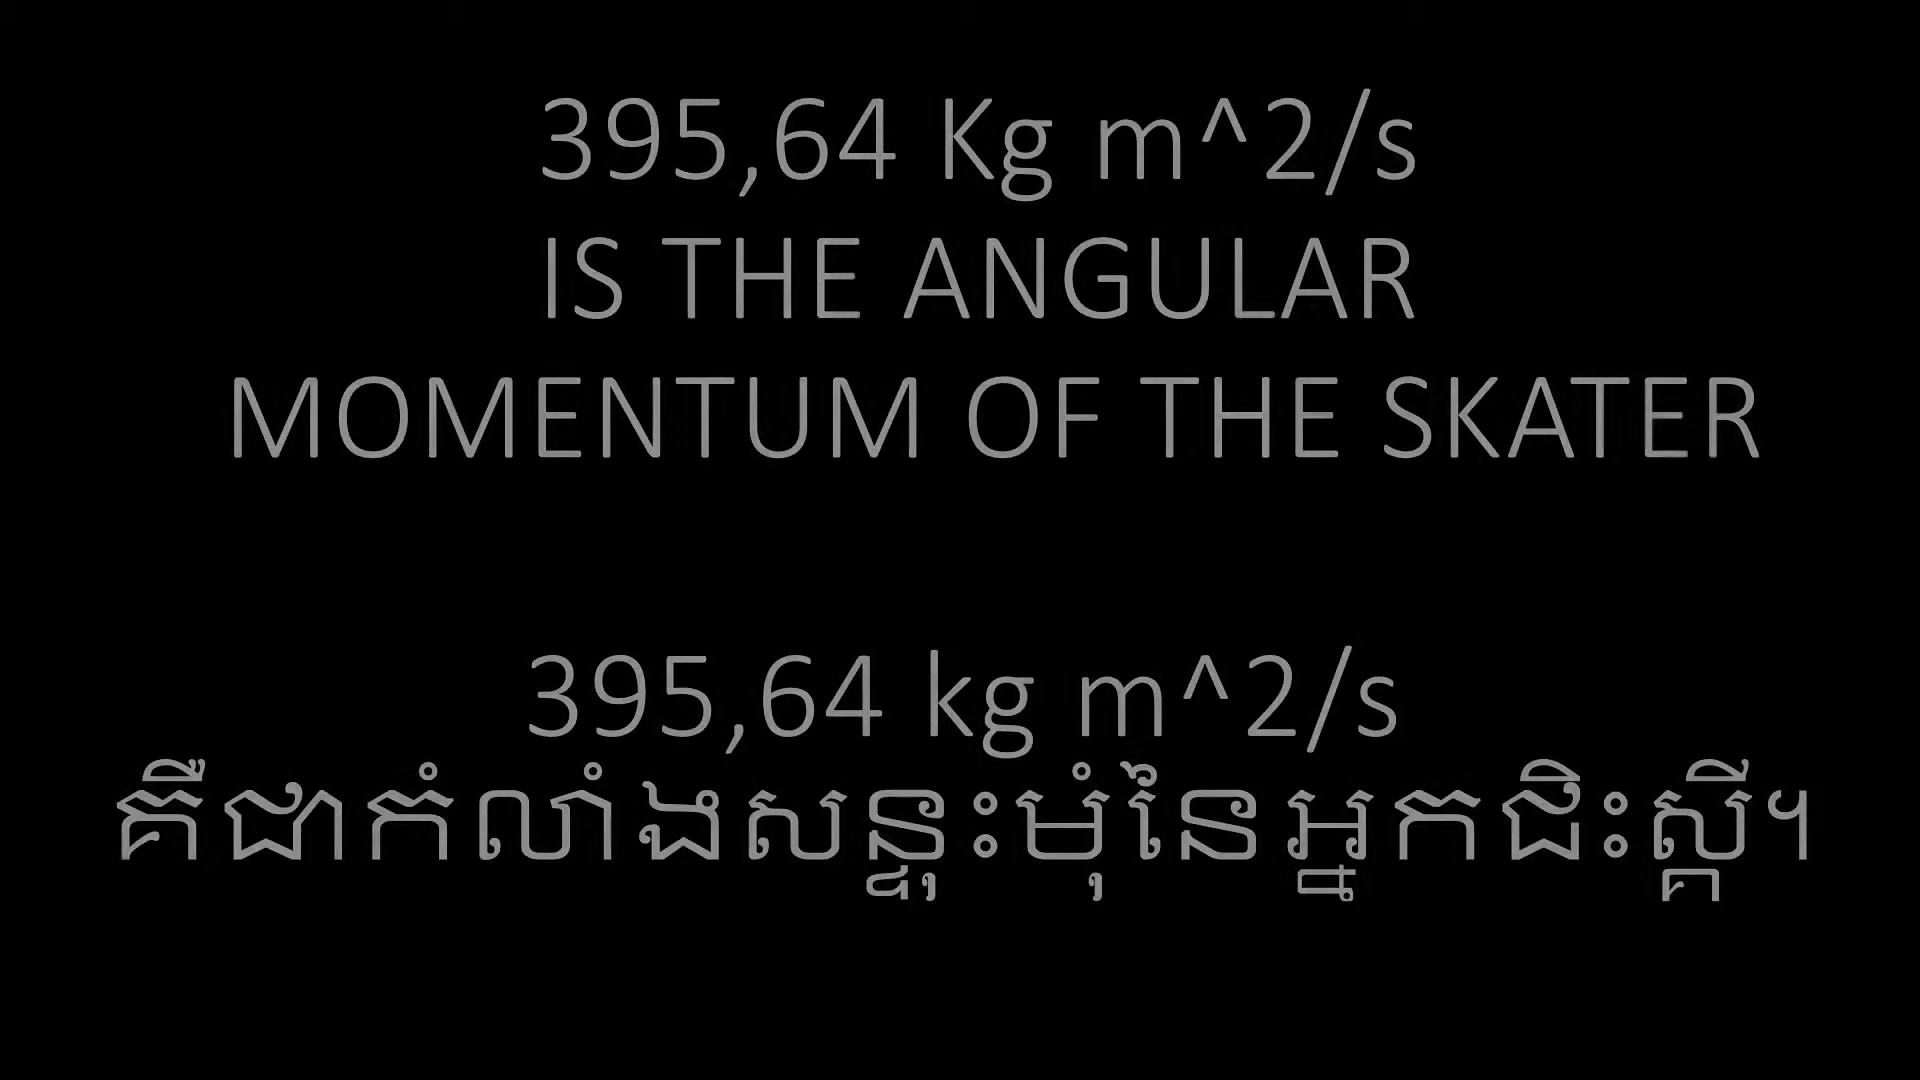 395,64 Kg m^2/s
IS THE ANGULAR
MOMENTUM OF THE SKATER
395,64 kg m^2/s
គឺជាកំលាំងសន្ទុះមុំនៃអ្នកជិះស្គី។